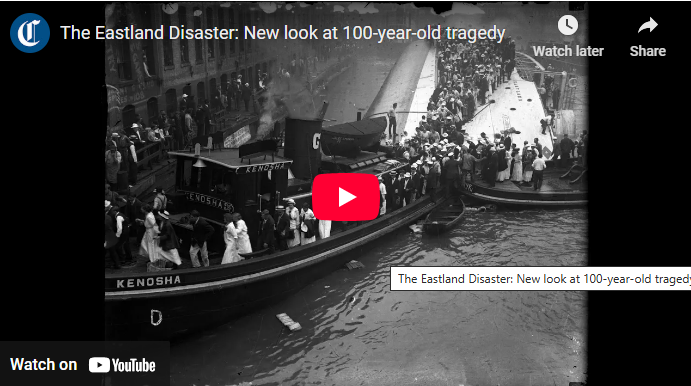 The Eastland Disaster: New look at 100-year-old tragedy
Watch later
Share
C
KENOSHA
KENOSHA
G
KENOSHA
D
The Eastland Disaster: New look at 100-year-old tragedy
Watch on YouTube